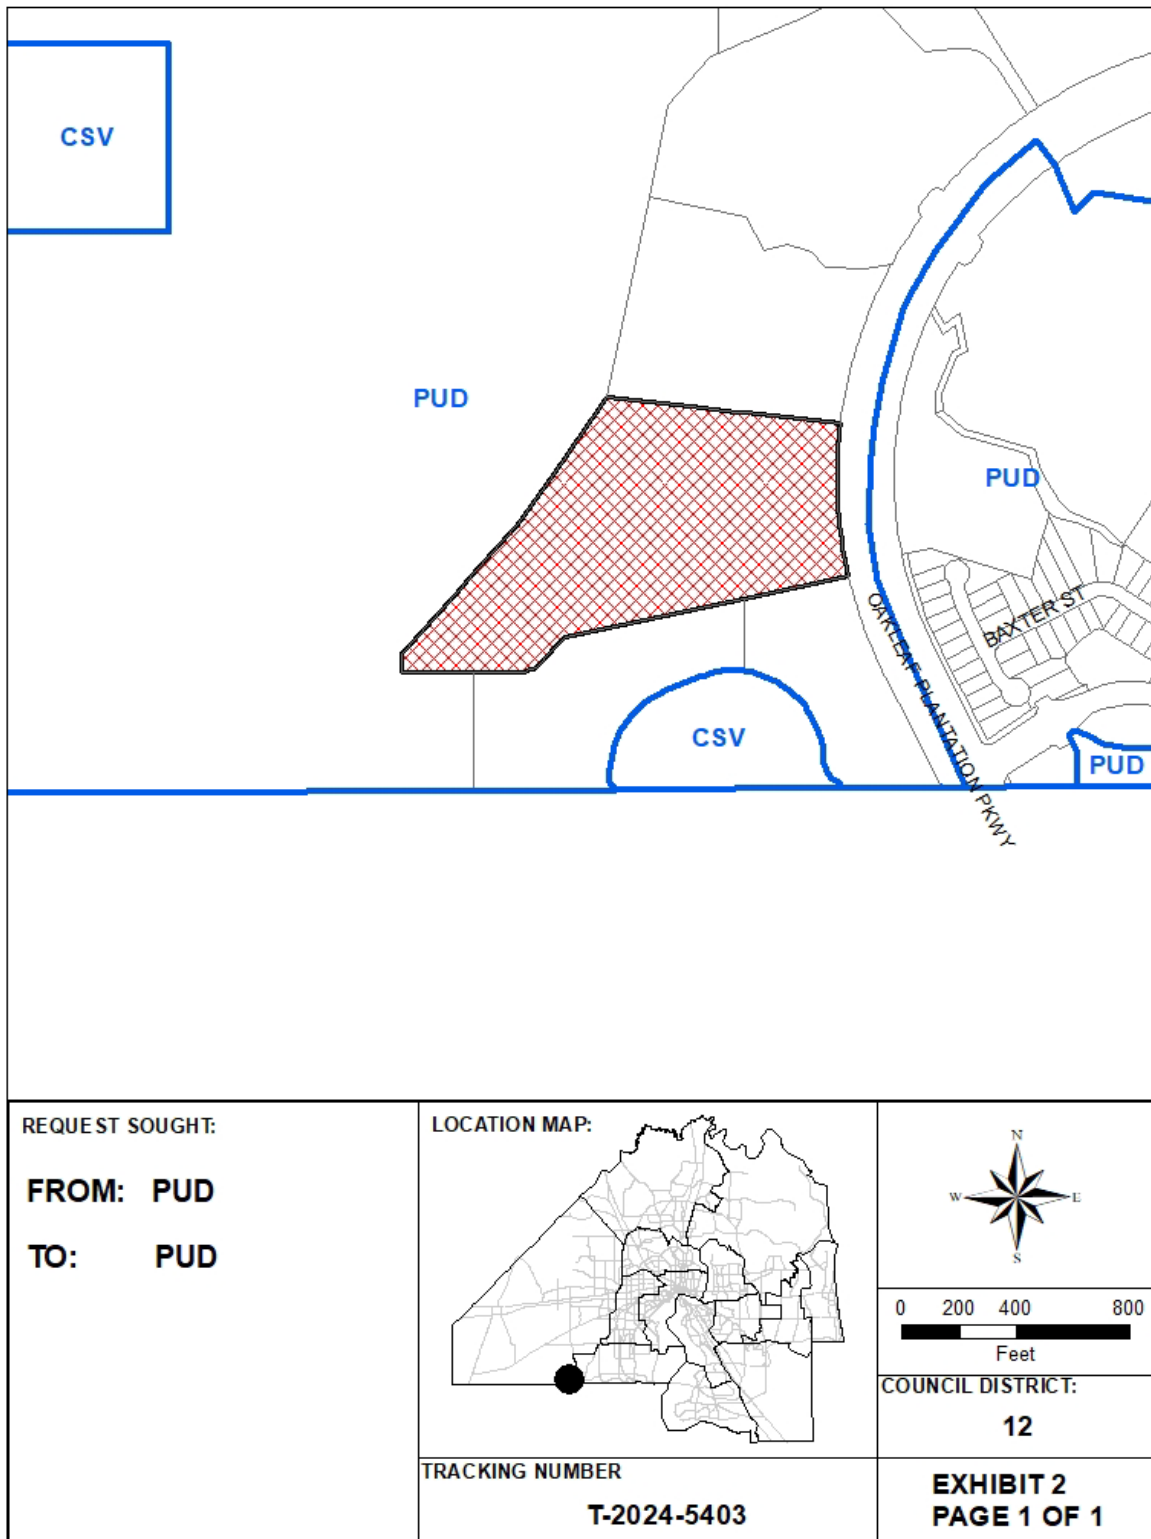 CSV
PUD
PUD
BAXTER ST
OAKLEAF PLANTATION PKWY
CSV
PUD
REQUEST SOUGHT:
FROM: PUD
TO: PUD
LOCATION MAP:
N
W E
S
0 200 400 800
Feet
COUNCIL DISTRICT:
12
TRACKING NUMBER
T-2024-5403
EXHIBIT 2
PAGE 1 OF 1